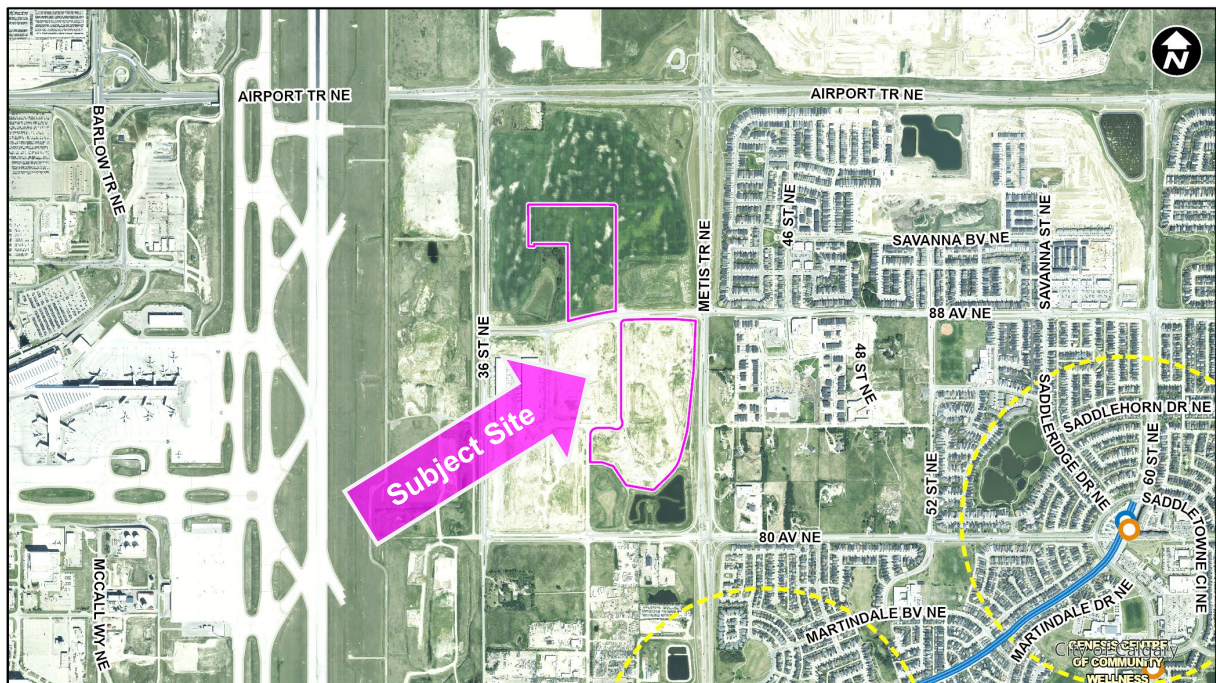 N
AIRPORT TR NE
AIRPORT TR NE
BARLOW TR NE
46 ST NE
SAVANNA BV NE
SAVANNA ST NE
METIS TR NE
88 AV NE
36 ST NE
48 ST NE
SADDLEHORN DR NE
SADDLERIDGE DR NE
60 ST NE
Subject Site
52 ST NE
SADDLETOWNE CI NE
80 AV NE
MCCALL WY NE
MARTINDALE BV NE
MARTINDALE DR NE
City of Calgary
GENESIS CENTRE
OF COMMUNITY
WELLNESS